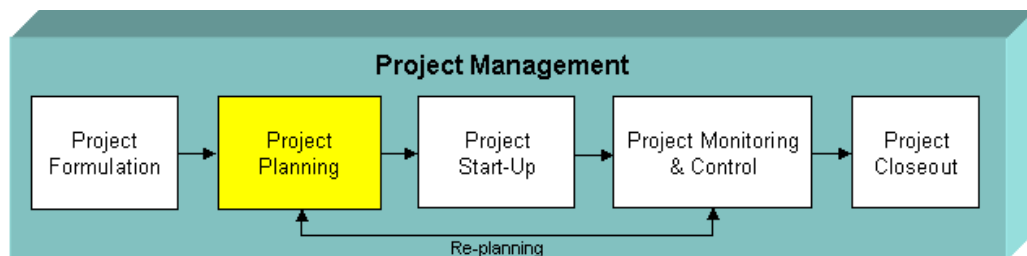 Project Management
Project
Formulation
Project
Planning
Project
Start-Up
Project Monitoring
& Control
Project
Closeout
Re-planning